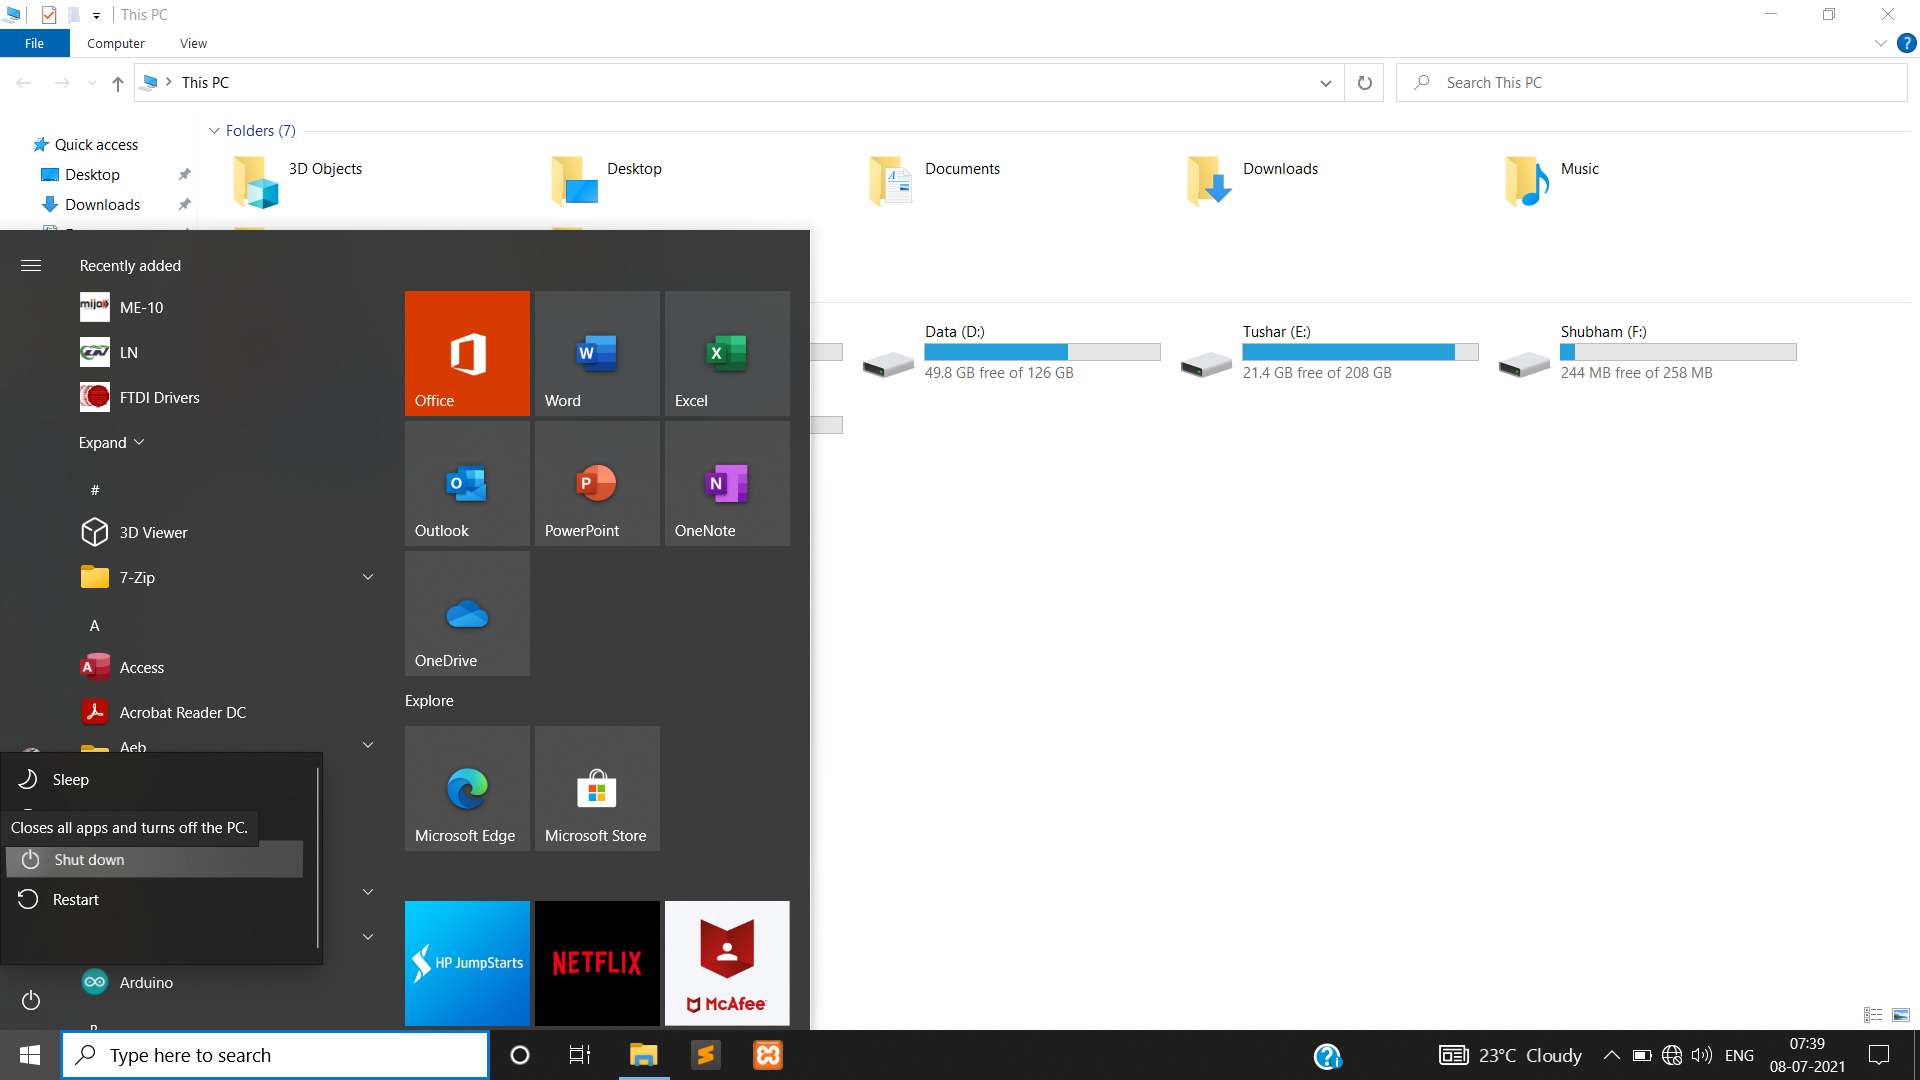 This PC
File
Computer
View
This PC
Search This PC
Quick access
Desktop
Downloads
Folders (7)
3D Objects
Desktop
Documents
Downloads
Music
Data (D:)
49.8 GB free of 126 GB
Tushar (E:)
21.4 GB free of 208 GB
Shubham (F:)
244 MB free of 258 MB
Recently added
mijo
ME-10
LN
FTDI Drivers
Expand
#
3D Viewer
7-Zip
A
Access
Acrobat Reader DC
Aeb
Sleep
Closes all apps and turns off the PC.
Shut down
Restart
Arduino
Office
Word
Excel
Outlook
PowerPoint
OneNote
OneDrive
Explore
Microsoft Edge
Microsoft Store
HP JumpStarts
NETFLIX
McAfee
Type here to search
23°C Cloudy
ENG
07:39
08-07-2021